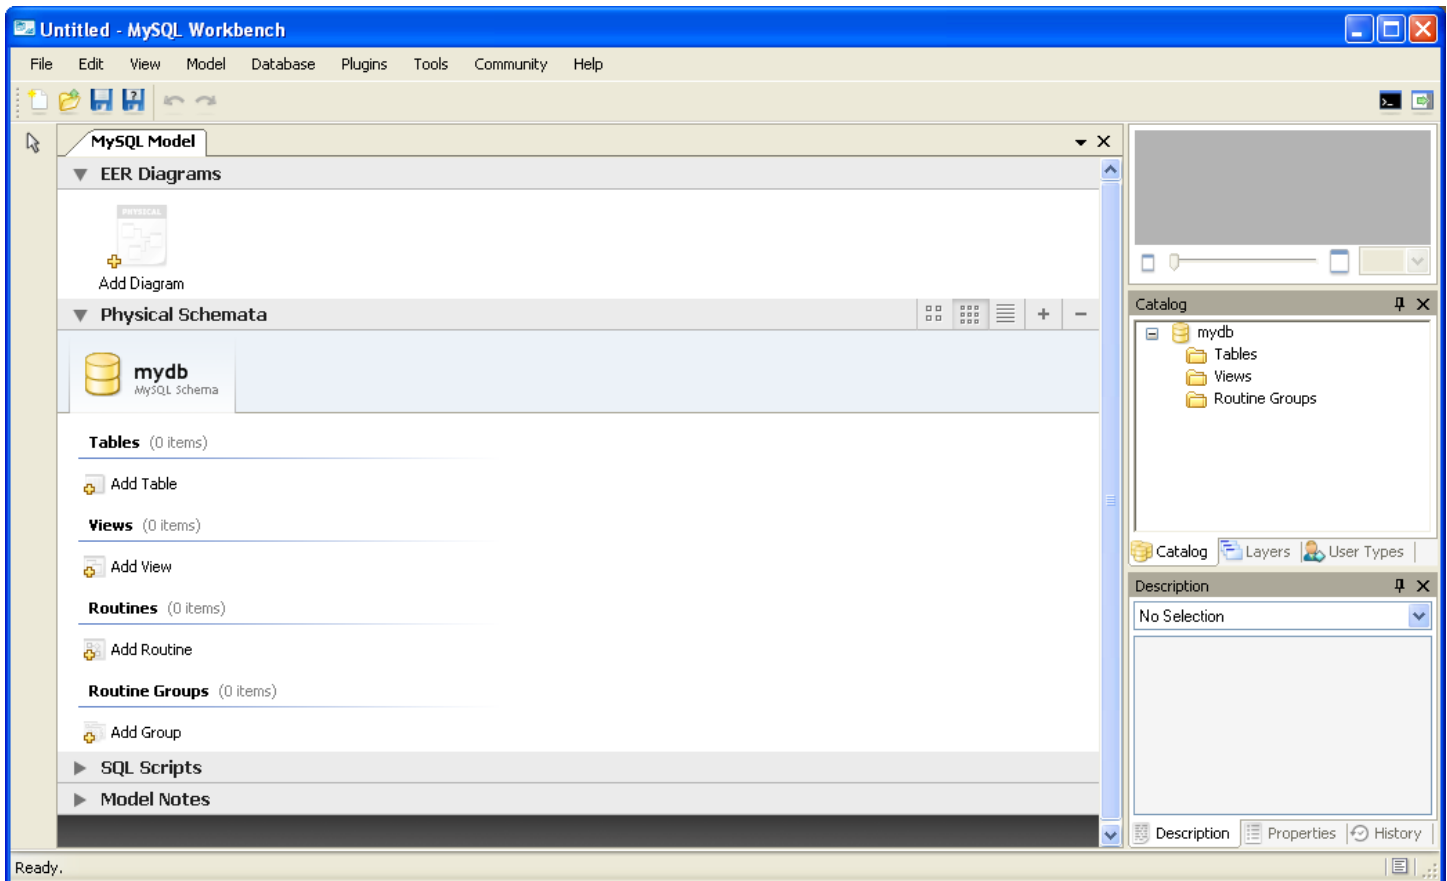 Untitled - MySQL Workbench
File Edit View Model Database Plugins Tools Community Help
MySQL Model
EER Diagrams
PHYSICAL
Add Diagram
Physical Schemata
mydb
MySQL Schema
Tables (0 items)
Add Table
Views (0 items)
Add View
Routines (0 items)
Add Routine
Routine Groups (0 items)
Add Group
SQL Scripts
Model Notes
Catalog
mydb
Tables
Views
Routine Groups
Catalog Layers User Types
Description
No Selection
Description Properties History
Ready.